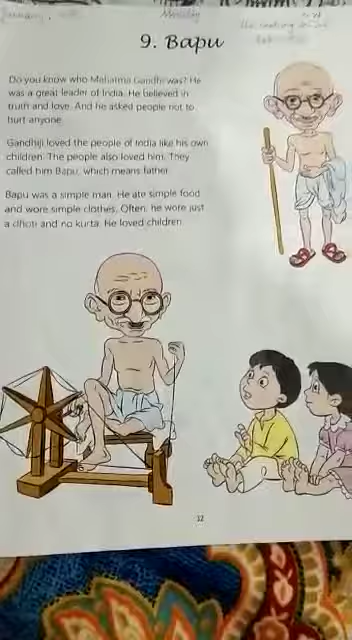 Monday
9. Bapu
Do you know who Mahatma Gandhi was? He
was a great leader of India. He believed in
truth and love. And he asked people not to
hurt anyone.
Gandhiji loved the people of India like his own
children. The people also loved him. They
called him Bapu, which means father.
Bapu was a simple man. He ate simple food
and wore simple clothes. Often, he wore just
a dhoti and no kurta. He loved children.
32